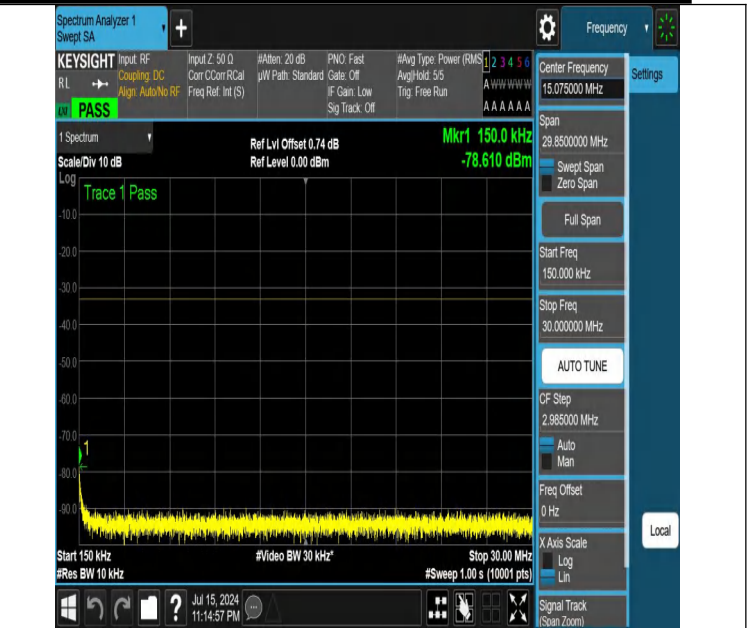 Spectrum Analyzer 1
Swept SA
+
Frequency
KEYSIGHT
RL
PASS
Input: RF
Coupling: DC
Align: Auto/No RF
Input Z: 50 Ω
Corr CCorr RCal
Freq Ref: Int (S)
#Atten: 20 dB
µW Path: Standard
PNO: Fast
Gate: Off
IF Gain: Low
Sig Track: Off
#Avg Type: Power (RMS
Avg|Hold: 5/5
Trig: Free Run
1 2 3 4 5 6
A W W W W W
A A A A A A
1 Spectrum
Scale/Div 10 dB
Log
Ref Lvl Offset 0.74 dB
Ref Level 0.00 dBm
Mkr1 150.0 kHz
-78.610 dBm
Trace 1 Pass
-10.0
-20.0
-30.0
-40.0
-50.0
-60.0
-70.0
1
-80.0
-90.0
Start 150 kHz
#Res BW 10 kHz
#Video BW 30 kHz*
Stop 30.00 MHz
#Sweep 1.00 s (10001 pts)
Center Frequency
15.075000 MHz
Settings
Span
29.8500000 MHz
Swept Span
Zero Span
Full Span
Start Freq
150.000 kHz
Stop Freq
30.000000 MHz
AUTO TUNE
CF Step
2.985000 MHz
Auto
Man
Freq Offset
0 Hz
X Axis Scale
Log
Lin
Local
Signal Track
(Span Zoom)
?
Jul 15, 2024
11:14:57 PM